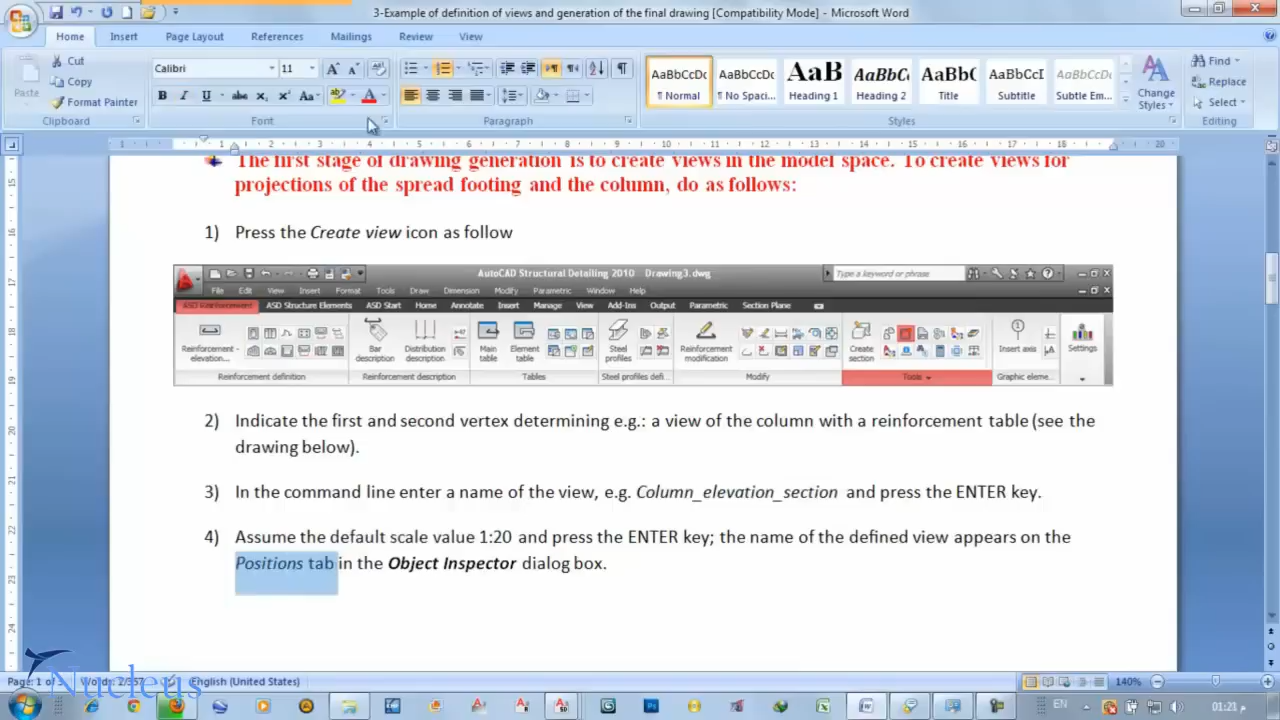 3-Example of definition of views and generation of the final drawing [Compatibility Mode] - Microsoft Word
Home Insert Page Layout References Mailings Review View
Paste
Cut
Copy
Format Painter
Clipboard
Calibri 11
Font
Paragraph
AaBbCcDc AaBbCcDc AaB AaBbC AaBb( AaBbCcI AaBbCcDc
¶ Normal ¶ No Spaci... Heading 1 Heading 2 Title Subtitle Subtle Em...
Change Styles
Styles
Find
Replace
Select
Editing
The first stage of drawing generation is to create views in the model space. To create views for
projections of the spread footing and the column, do as follows:
1) Press the Create view icon as follow
AutoCAD Structural Detailing 2010 Drawing3.dwg
Type a keyword or phrase
File Edit View Insert Format Tools Draw Dimension Modify Parametric Window Help
ASD Reinforcement ASD Structure Elements ASD Start Home Annotate Insert Manage View Add-Ins Output Parametric Section Plane
Reinforcement elevation... Bar description Distribution description Main table Element table Steel profiles Reinforcement modification Create section Insert axis Settings
Reinforcement definition Reinforcement description Tables Steel profiles defi... Modify Tools Graphic eleme...
2) Indicate the first and second vertex determining e.g.: a view of the column with a reinforcement table (see the
drawing below).
3) In the command line enter a name of the view, e.g. Column_elevation_section and press the ENTER key.
4) Assume the default scale value 1:20 and press the ENTER key; the name of the defined view appears on the
Positions tab in the Object Inspector dialog box.
Nucleus
English (United States)
140%
EN
01:21 م